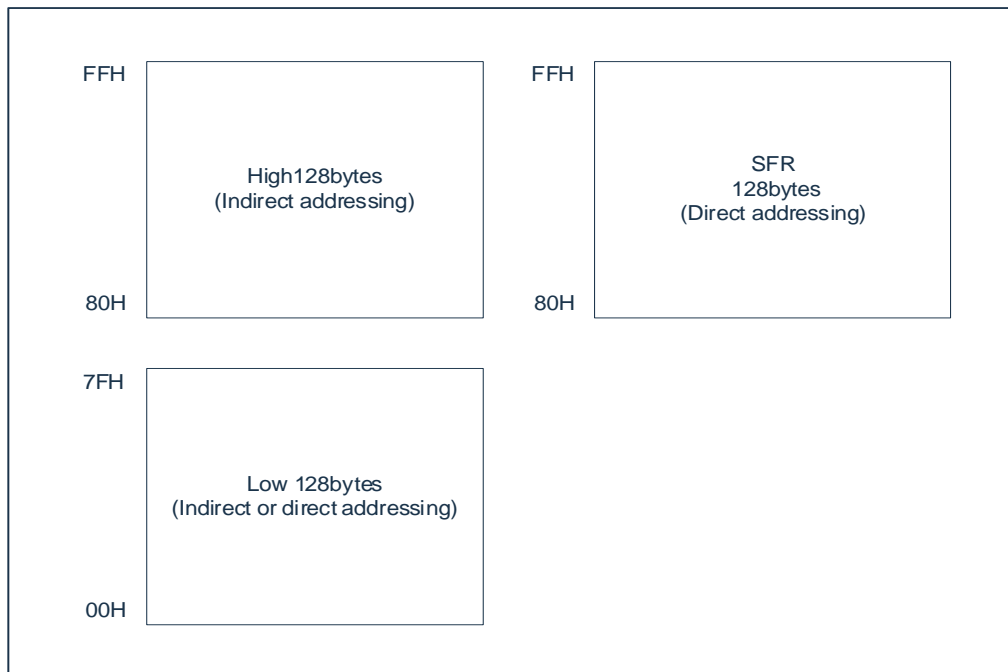 FFH
High128bytes
(Indirect addressing)
80H
FFH
SFR
128bytes
(Direct addressing)
80H
7FH
Low 128bytes
(Indirect or direct addressing)
00H